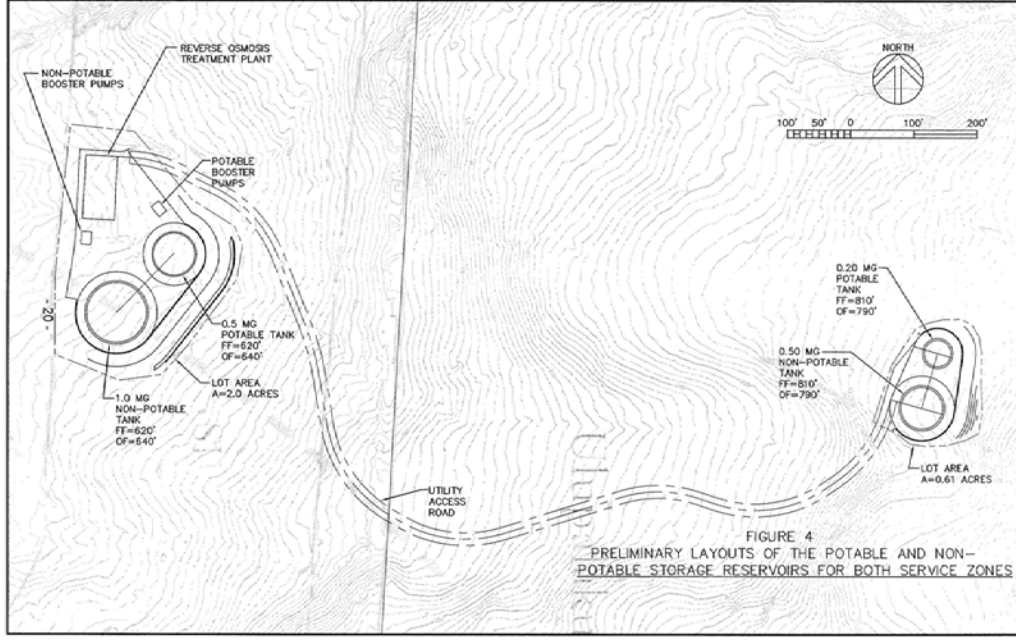 REVERSE OSMOSIS
TREATMENT PLANT
NON-POTABLE
BOOSTER PUMPS
POTABLE
BOOSTER
PUMPS
NORTH
100' 50' 0 100' 200'
-20-
0.5 MG
POTABLE TANK
FF=620'
OF=640'
LOT AREA
A=2.0 ACRES
1.0 MG
NON-POTABLE
TANK
FF=620'
OF=640'
0.20 MG
POTABLE
TANK
FF=810'
OF=790'
0.50 MG
NON-POTABLE
TANK
FF=810'
OF=790'
LOT AREA
A=0.61 ACRES
UTILITY
ACCESS
ROAD
FIGURE 4
PRELIMINARY LAYOUTS OF THE POTABLE AND NON-
POTABLE STORAGE RESERVOIRS FOR BOTH SERVICE ZONES